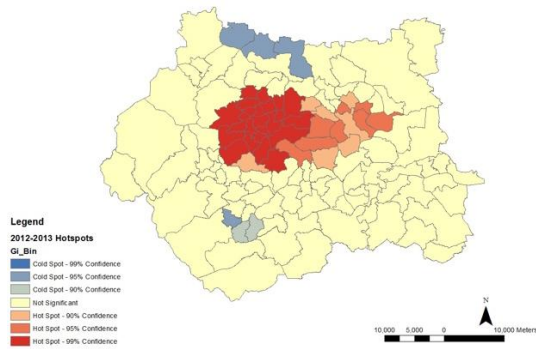 Legend
2012-2013 Hotspots
Gi_Bin
Cold Spot - 99% Confidence
Cold Spot - 95% Confidence
Cold Spot - 90% Confidence
Not Significant
Hot Spot - 90% Confidence
Hot Spot - 95% Confidence
Hot Spot - 99% Confidence
N
10,000 5,000 0 10,000 Meters